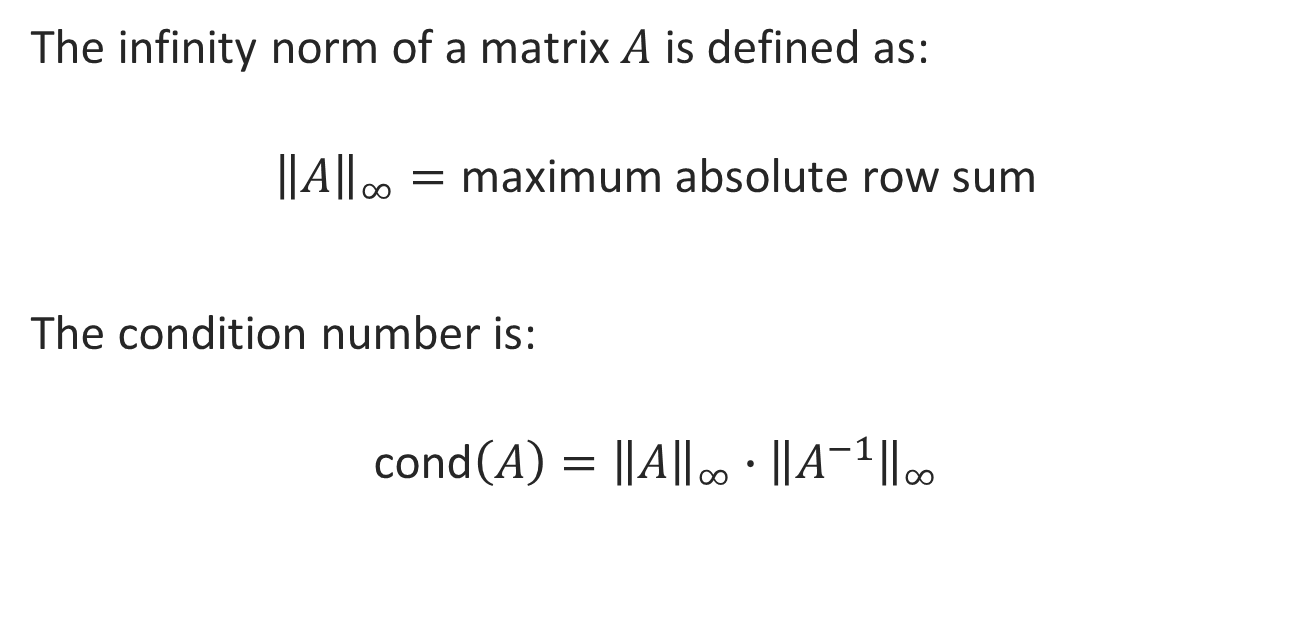 The infinity norm of a matrix A is defined as:
‖A‖∞ = maximum absolute row sum
The condition number is:
cond(A) = ‖A‖∞ · ‖A⁻¹‖∞